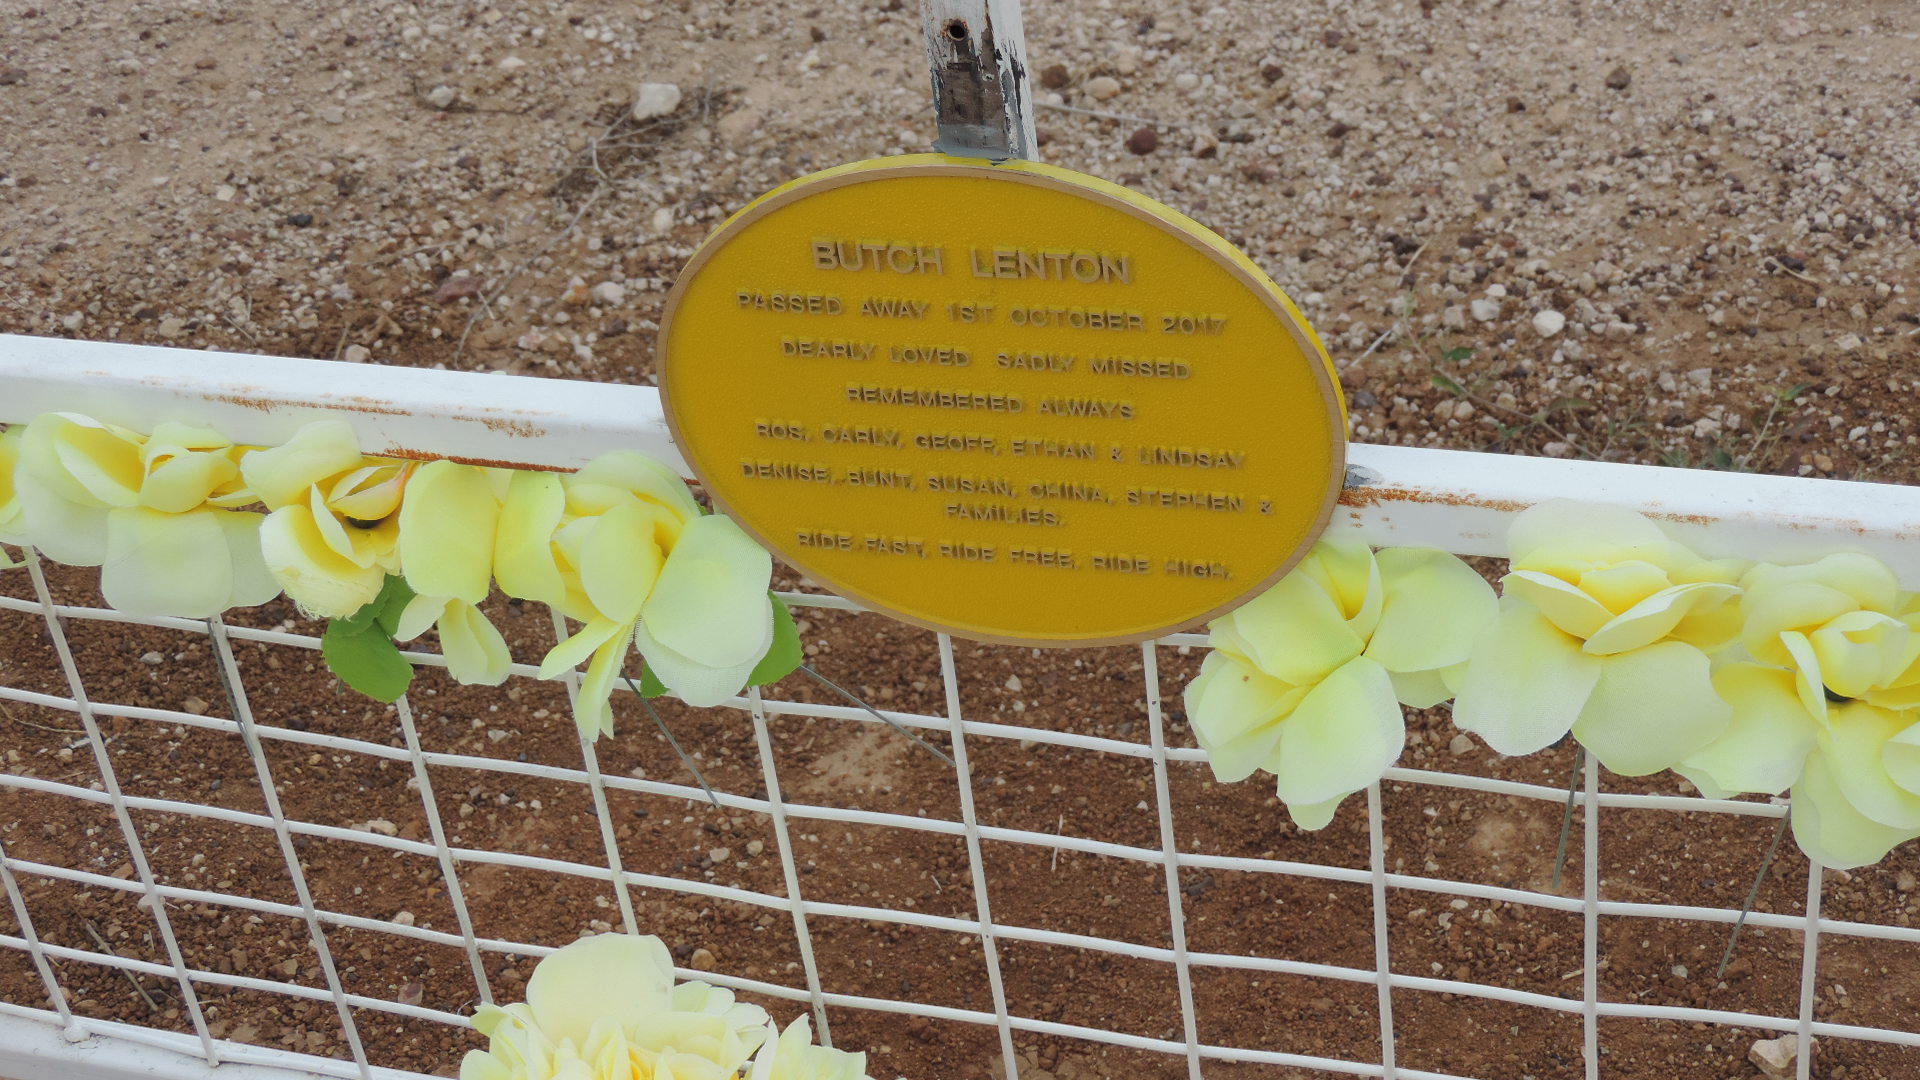 BUTCH LENTON
PASSED AWAY 1ST OCTOBER 2017
DEARLY LOVED SADLY MISSED
REMEMBERED ALWAYS
ROS, CARLY, GEOFF, ETHAN & LINDSAY
DENISE, BUNT, SUSAN, CHINA, STEPHEN &
FAMILIES.
RIDE FAST, RIDE FREE, RIDE HIGH.